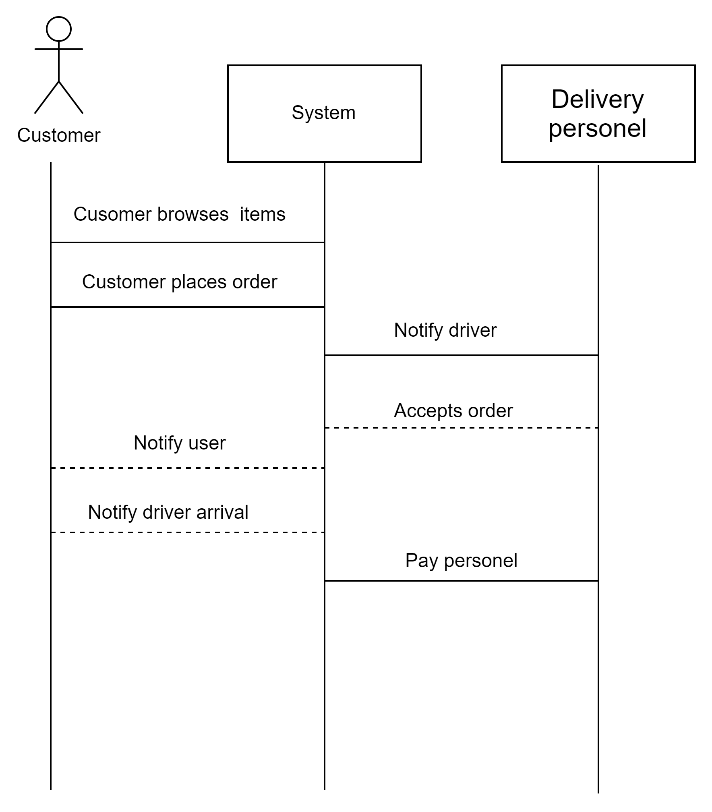 Customer
System
Delivery
personel
Cusomer browses  items
Customer places order
Notify driver
Accepts order
Notify user
Notify driver arrival
Pay personel